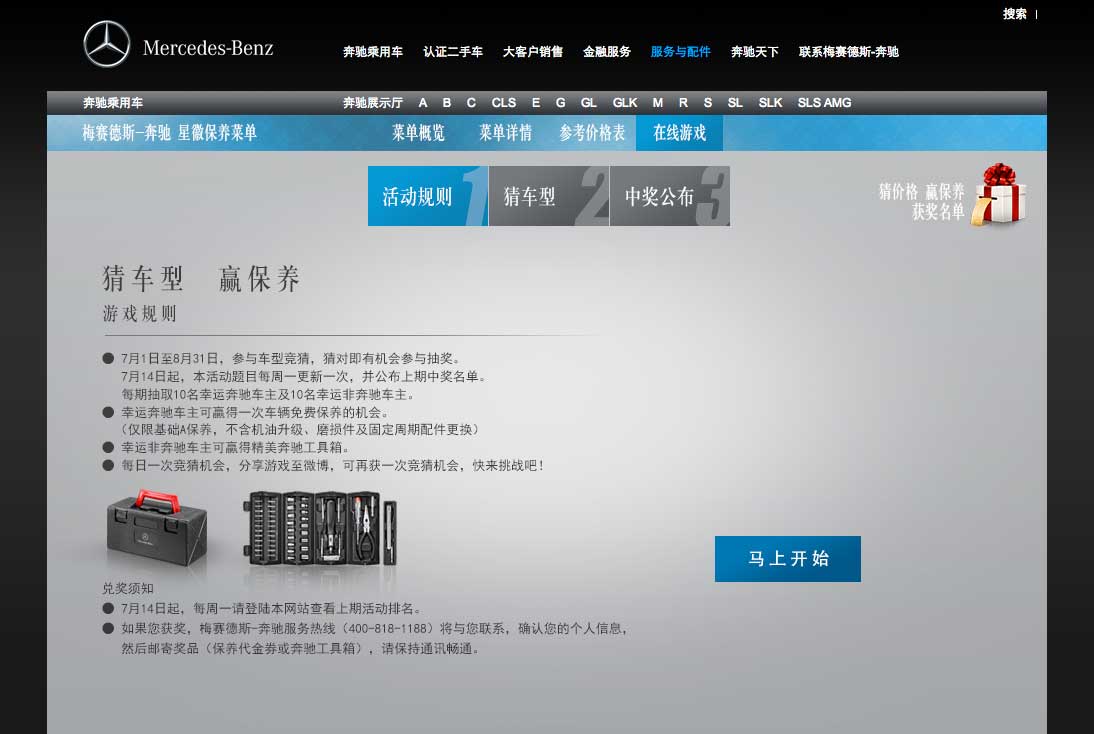 搜索 |
Mercedes-Benz
奔驰乘用车 认证二手车 大客户销售 金融服务 服务与配件 奔驰天下 联系梅赛德斯-奔驰
奔驰乘用车 奔驰展示厅 A B C CLS E G GL GLK M R S SL SLK SLS AMG
梅赛德斯-奔驰 星徽保养菜单 菜单概览 菜单详情 参考价格表 在线游戏
活动规则 1 猜车型 2 中奖公布 3
猜价格 赢保养
获奖名单
猜车型 赢保养
游戏规则
● 7月1日至8月31日，参与车型竞猜，猜对即有机会参与抽奖。
7月14日起，本活动题目每周一更新一次，并公布上期中奖名单。
每期抽取10名幸运奔驰车主及10名幸运非奔驰车主。
● 幸运奔驰车主可赢得一次车辆免费保养的机会。
（仅限基础A保养，不含机油升级、磨损件及固定周期配件更换）
● 幸运非奔驰车主可赢得精美奔驰工具箱。
● 每日一次竞猜机会，分享游戏至微博，可再获一次竞猜机会，快来挑战吧！
马上开始
兑奖须知
● 7月14日起，每周一请登陆本网站查看上期活动排名。
● 如果您获奖，梅赛德斯-奔驰服务热线（400-818-1188）将与您联系，确认您的个人信息，
然后邮寄奖品（保养代金券或奔驰工具箱），请保持通讯畅通。